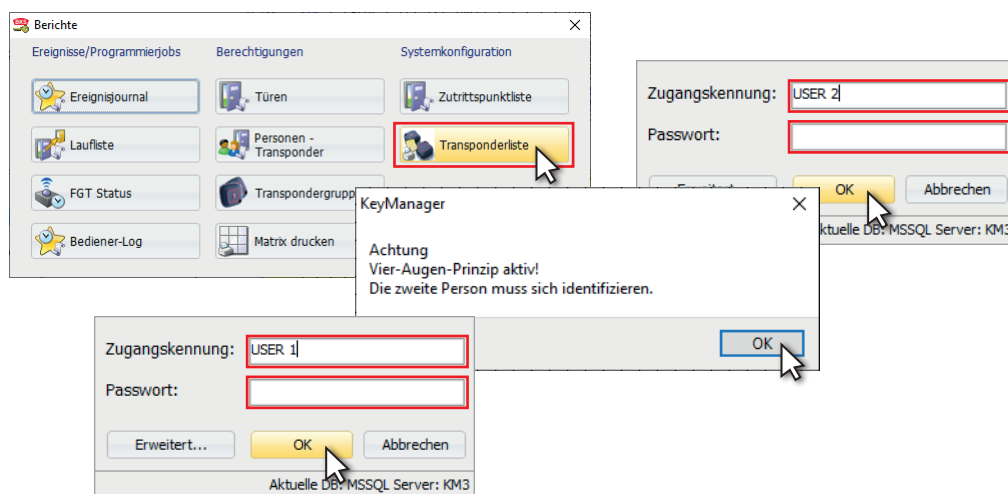 Berichte
Ereignisse/Programmierjobs
Berechtigungen
Systemkonfiguration
Ereignisjournal
Türen
Zutrittspunktliste
Laufliste
Personen -
Transponder
Transponderliste
FGT Status
Transpondergrupp
Bediener-Log
Matrix drucken
Zugangskennung: USER 2
Passwort:
OK
Abbrechen
ktuelle DB: MSSQL Server: KM3
KeyManager
Achtung
Vier-Augen-Prinzip aktiv!
Die zweite Person muss sich identifizieren.
OK
Zugangskennung: USER 1
Passwort:
Erweitert...
OK
Abbrechen
Aktuelle DB: MSSQL Server: KM3